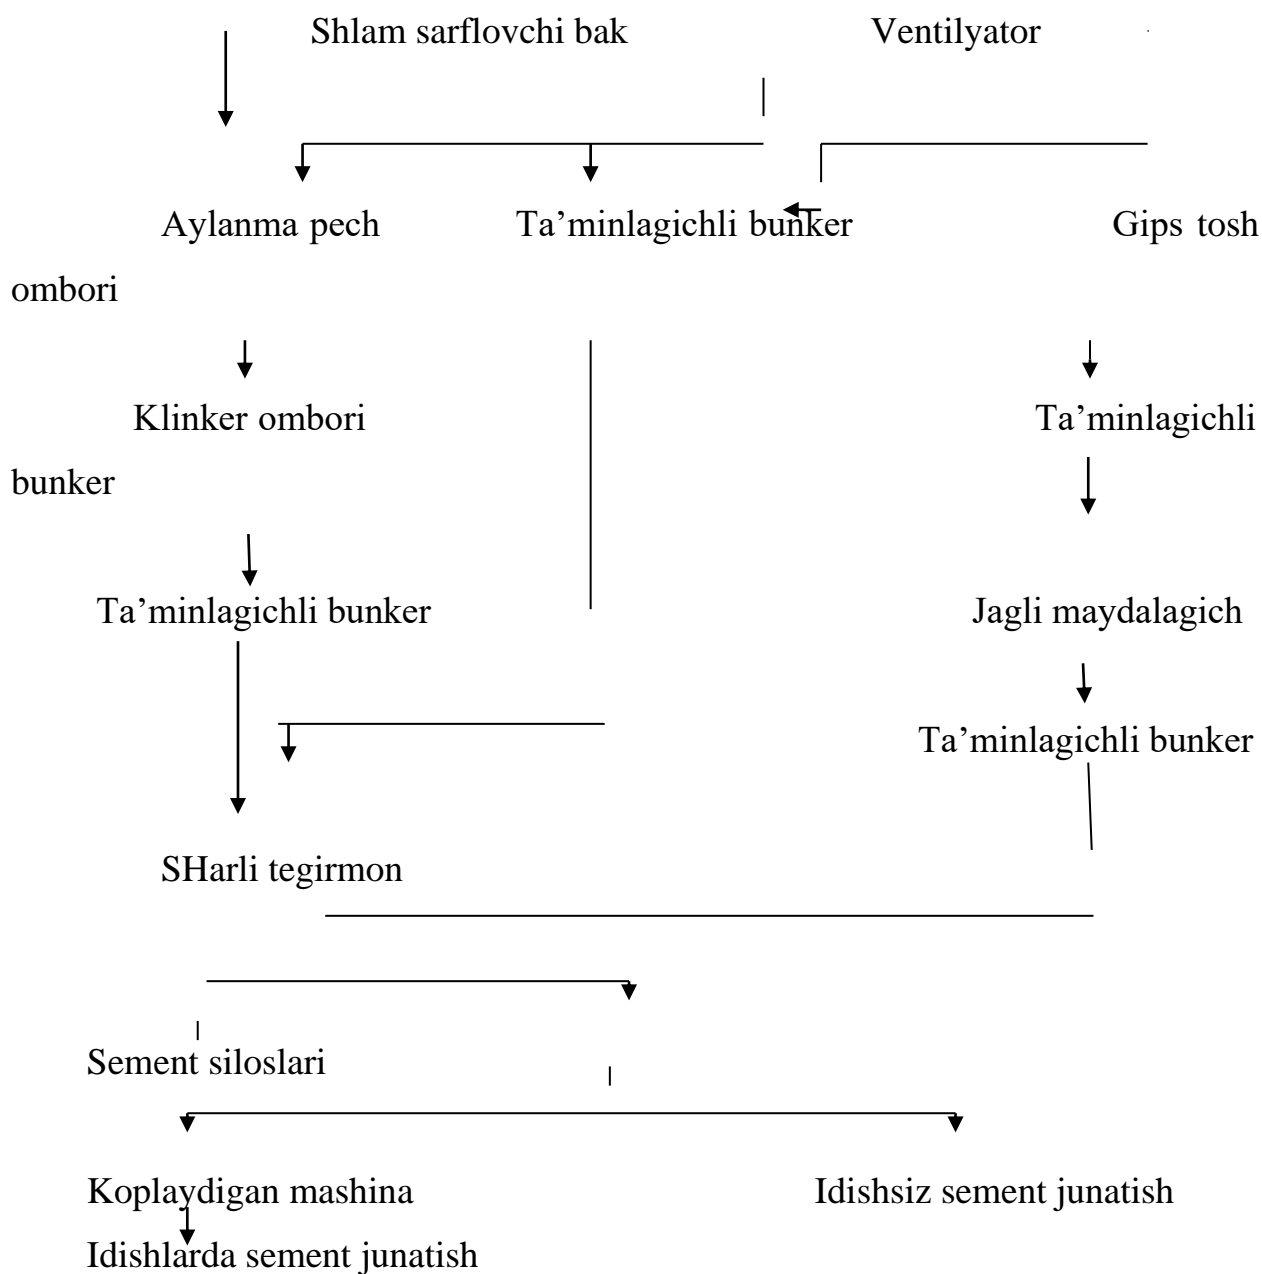 Shlam sarflovchi bak Ventilyator
Aylanma pech Ta’minlagichli bunker Gips tosh
ombori
Klinker ombori Ta’minlagichli
bunker
Ta’minlagichli bunker Jagli maydalagich
Ta’minlagichli bunker
SHarli tegirmon
Sement siloslari
Koplaydigan mashina Idishsiz sement junatish
Idishlarda sement junatish